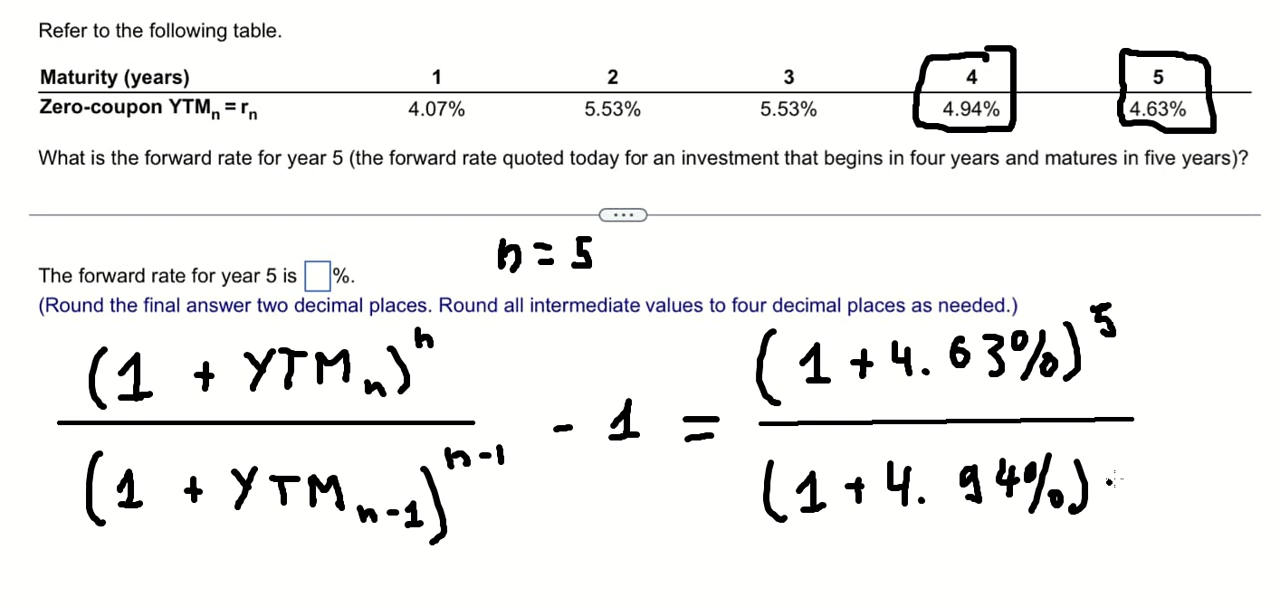 Refer to the following table.
Maturity (years) 1 2 3 4 5
Zero-coupon YTMn = rn 4.07% 5.53% 5.53% 4.94% 4.63%
What is the forward rate for year 5 (the forward rate quoted today for an investment that begins in four years and matures in five years)?
n = 5
The forward rate for year 5 is %.
(Round the final answer two decimal places. Round all intermediate values to four decimal places as needed.)
(1 + YTMn)^n (1 + 4.63%)^5
- 1 =
(1 + YTMn-1)^n-1 (1 + 4.94%)